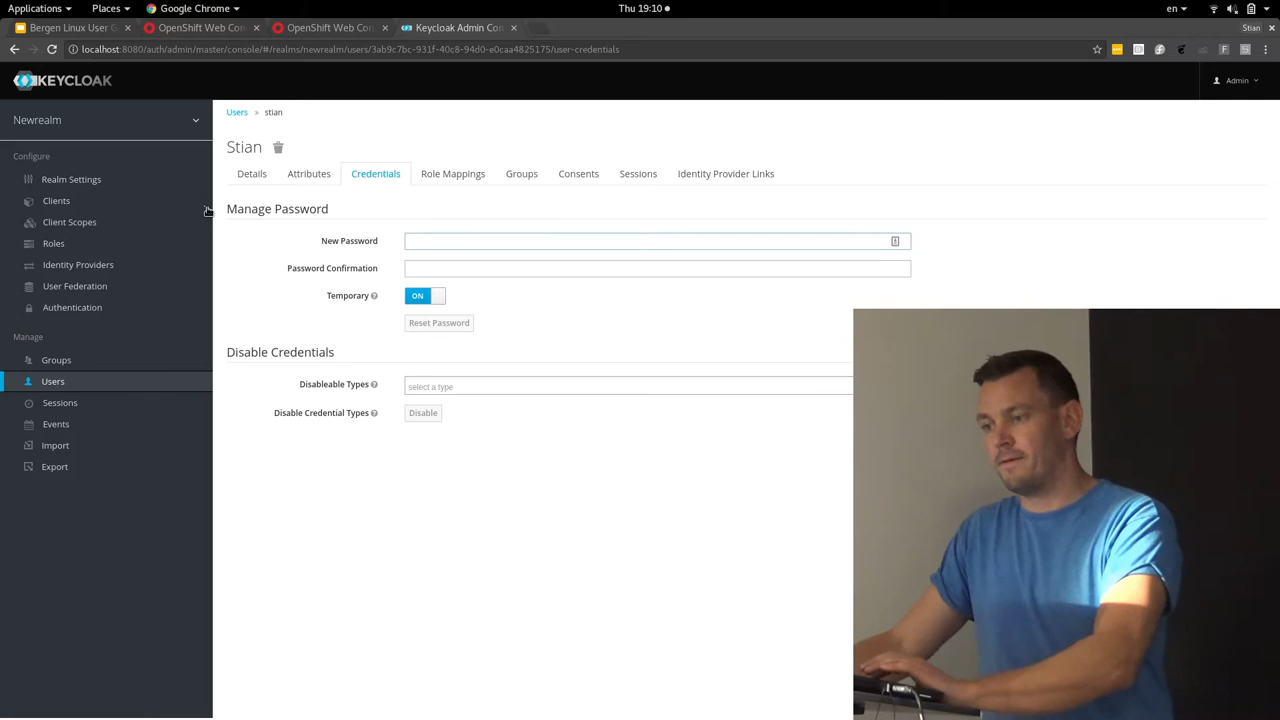 Applications Places Google Chrome Thu 19:10 en
Bergen Linux User G × OpenShift Web Con × OpenShift Web Con × Keycloak Admin Con × Stian ×
localhost:8080/auth/admin/master/console/#/realms/newrealm/users/3ab9c7bc-931f-40c8-94d0-e0caa4825175/user-credentials
KEYCLOAK Admin
Newrealm
Configure
Realm Settings
Clients
Client Scopes
Roles
Identity Providers
User Federation
Authentication
Manage
Groups
Users
Sessions
Events
Import
Export
Users » stian
Stian
Details Attributes Credentials Role Mappings Groups Consents Sessions Identity Provider Links
Manage Password
New Password
Password Confirmation
Temporary ON
Reset Password
Disable Credentials
Disableable Types select a type
Disable Credential Types Disable